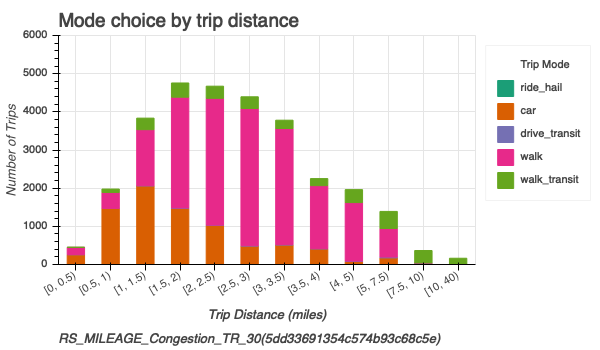 Mode choice by trip distance
6000
5000
4000
3000
2000
1000
0
Number of Trips
[0, 0.5)
[0.5, 1)
[1, 1.5)
[1.5, 2)
[2, 2.5)
[2.5, 3)
[3, 3.5)
[3.5, 4)
[4, 5)
[5, 7.5)
[7.5, 10)
[10, 40)
Trip Distance (miles)
RS_MILEAGE_Congestion_TR_30(5dd33691354c574b93c68c5e)
Trip Mode
ride_hail
car
drive_transit
walk
walk_transit